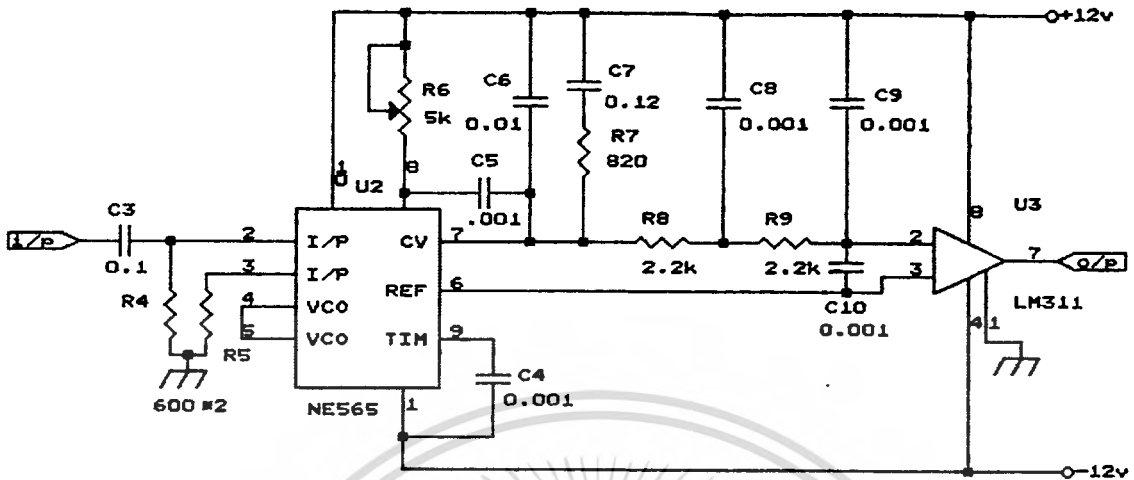 +12v
C6
C7
C8
C9
R6
5k
0.01
0.12
0.001
0.001
R7
820
10
U2
8
C5
.001
C3
0.1
i/p
2
I/P
CV
7
R8
2.2k
R9
2.2k
8
U3
2
3
7
o/p
LM311
3
I/P
REF
6
C10
0.001
4
1
R4
4
VCO
5
VCO
TIM
9
R5
C4
0.001
600 *2
NE565
1
-12v